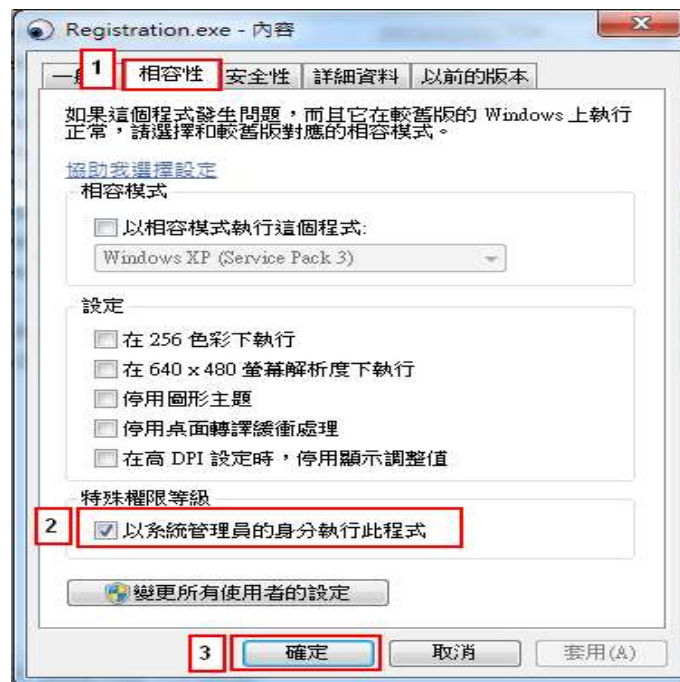 Registration.exe - 內容
1
一般 相容性 安全性 詳細資料 以前的版本
如果這個程式發生問題，而且它在較舊版的 Windows 上執行
正常，請選擇和較舊版對應的相容模式。
協助我選擇設定
相容模式
以相容模式執行這個程式:
Windows XP (Service Pack 3)
設定
在 256 色彩下執行
在 640 x 480 螢幕解析度下執行
停用圖形主題
停用桌面轉譯緩衝處理
在高 DPI 設定時，停用顯示調整值
特殊權限等級
2 以系統管理員的身分執行此程式
變更所有使用者的設定
3 確定 取消 套用(A)